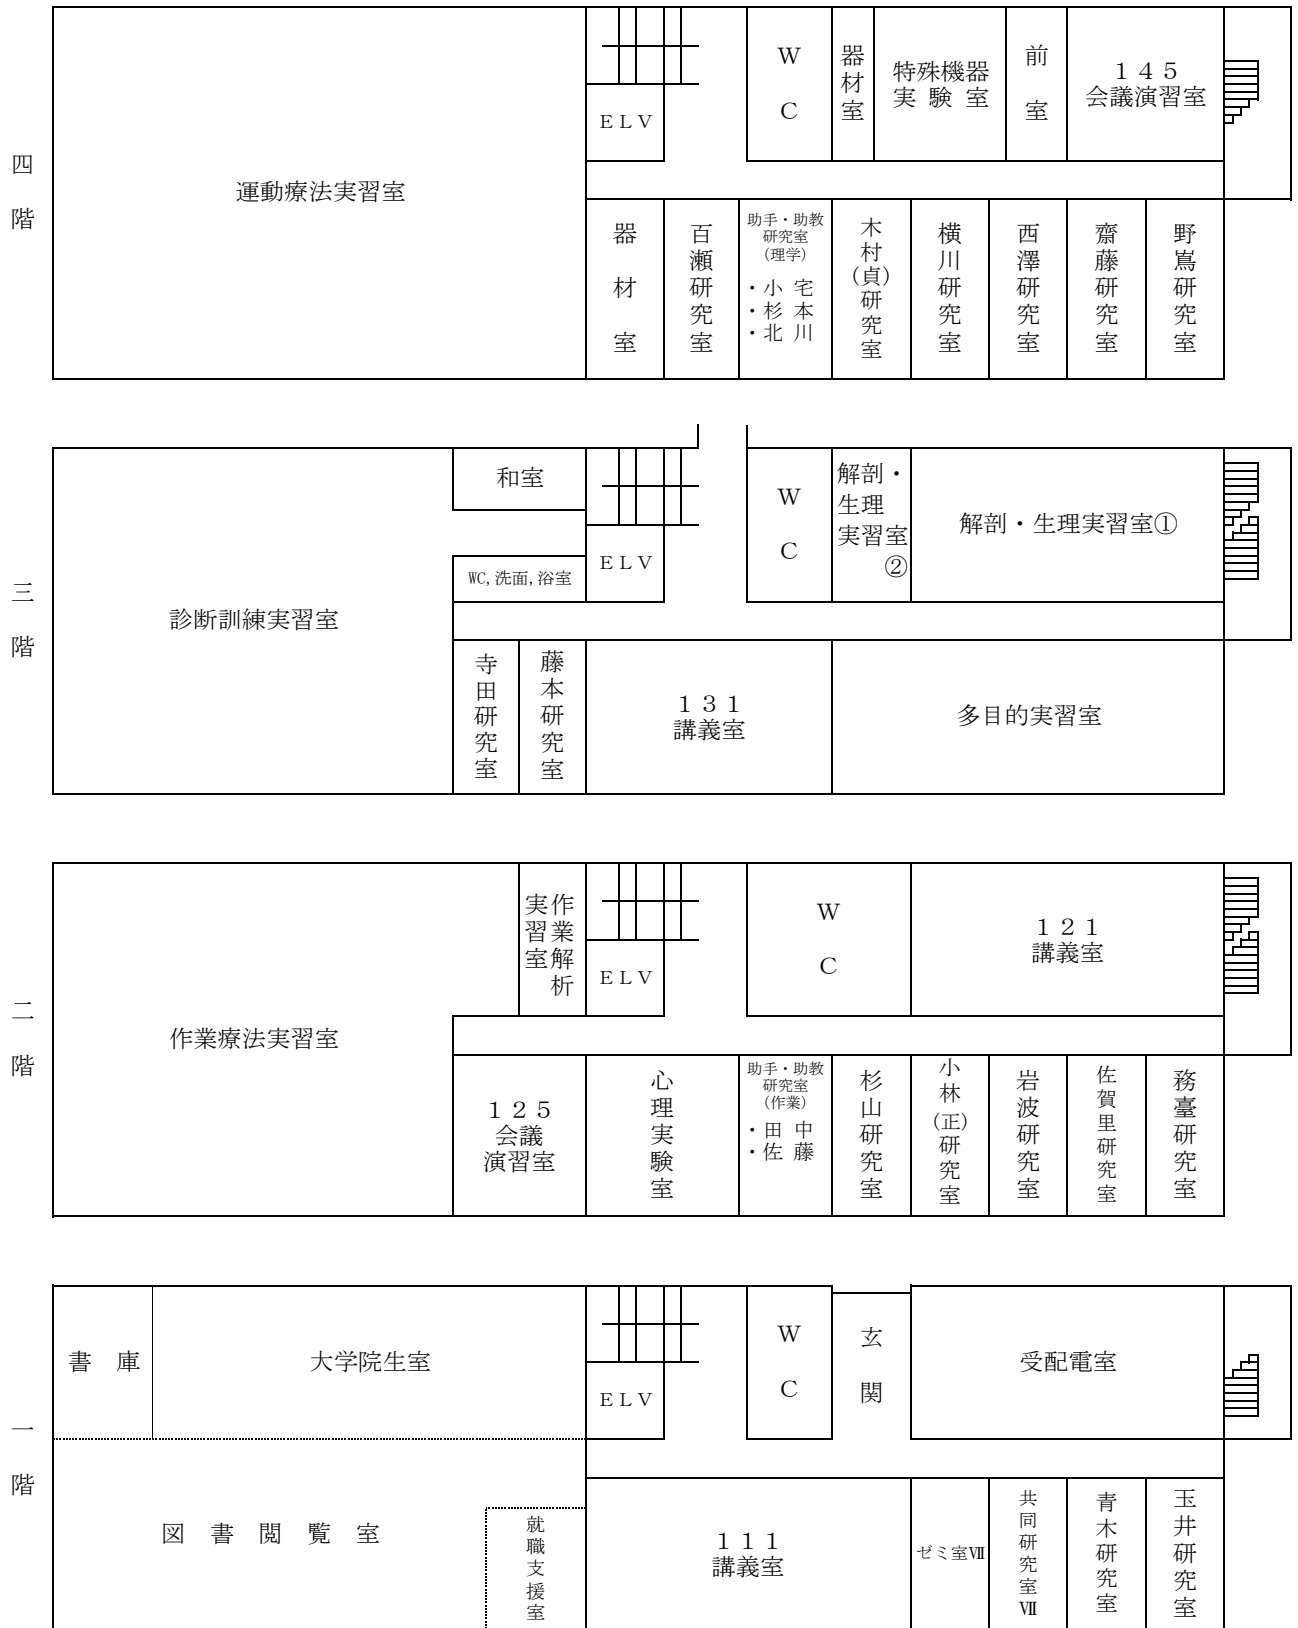 四階
運動療法実習室
ＥＬＶ
ＷＣ
器材室
特殊機器
実験室
前室
１４５
会議演習室
器材室
百瀬研究室
助手・助教
研究室
(理学)
・小宅
・杉本
・北川
木村(貞)研究室
横川研究室
西澤研究室
齋藤研究室
野嶌研究室
三階
診断訓練実習室
和室
WC,洗面,浴室
ＥＬＶ
ＷＣ
解剖・
生理
実習室
②
解剖・生理実習室①
寺田研究室
藤本研究室
１３１
講義室
多目的実習室
二階
作業療法実習室
作業解析
実習室
ＥＬＶ
ＷＣ
１２１
講義室
１２５
会議
演習室
心理実験室
助手・助教
研究室
(作業)
・田中
・佐藤
杉山研究室
小林(正)研究室
岩波研究室
佐賀里研究室
務臺研究室
一階
書庫
大学院生室
ＥＬＶ
ＷＣ
玄関
受配電室
図書閲覧室
就職支援室
１１１
講義室
ゼミ室Ⅶ
共同研究室Ⅶ
青木研究室
玉井研究室